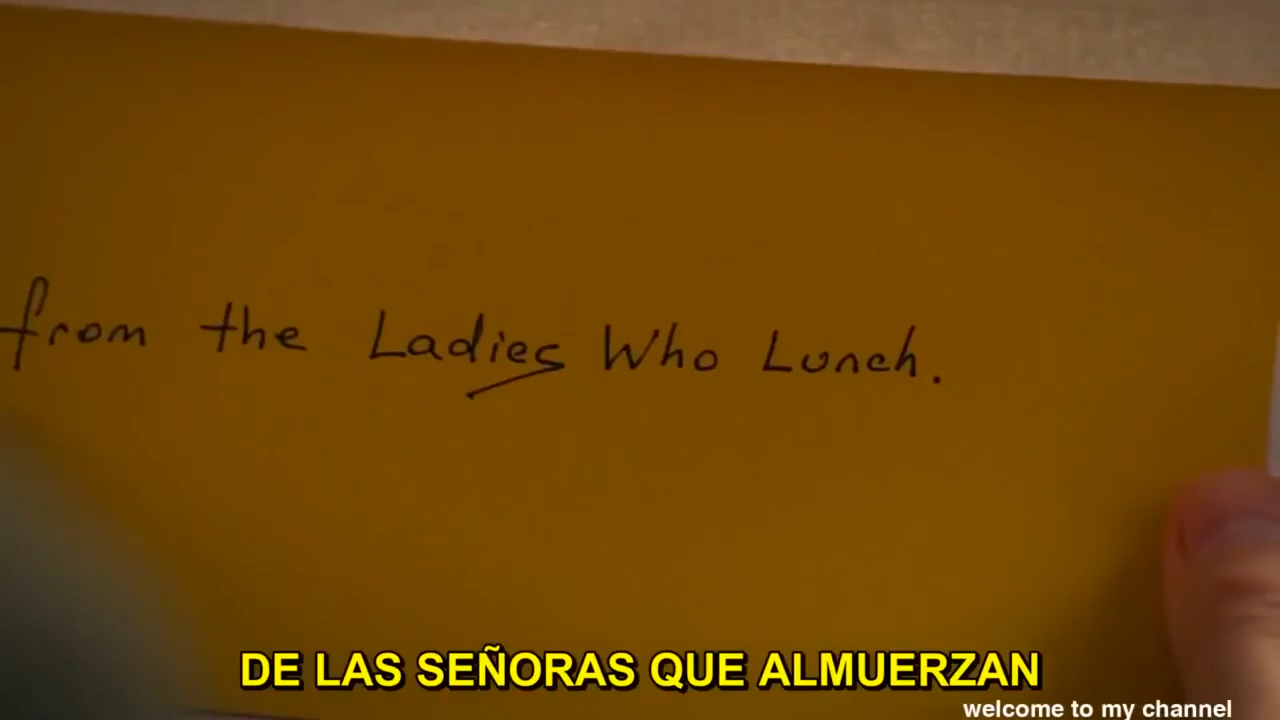 from the Ladies Who Lunch.
DE LAS SEÑORAS QUE ALMUERZAN
welcome to my channel